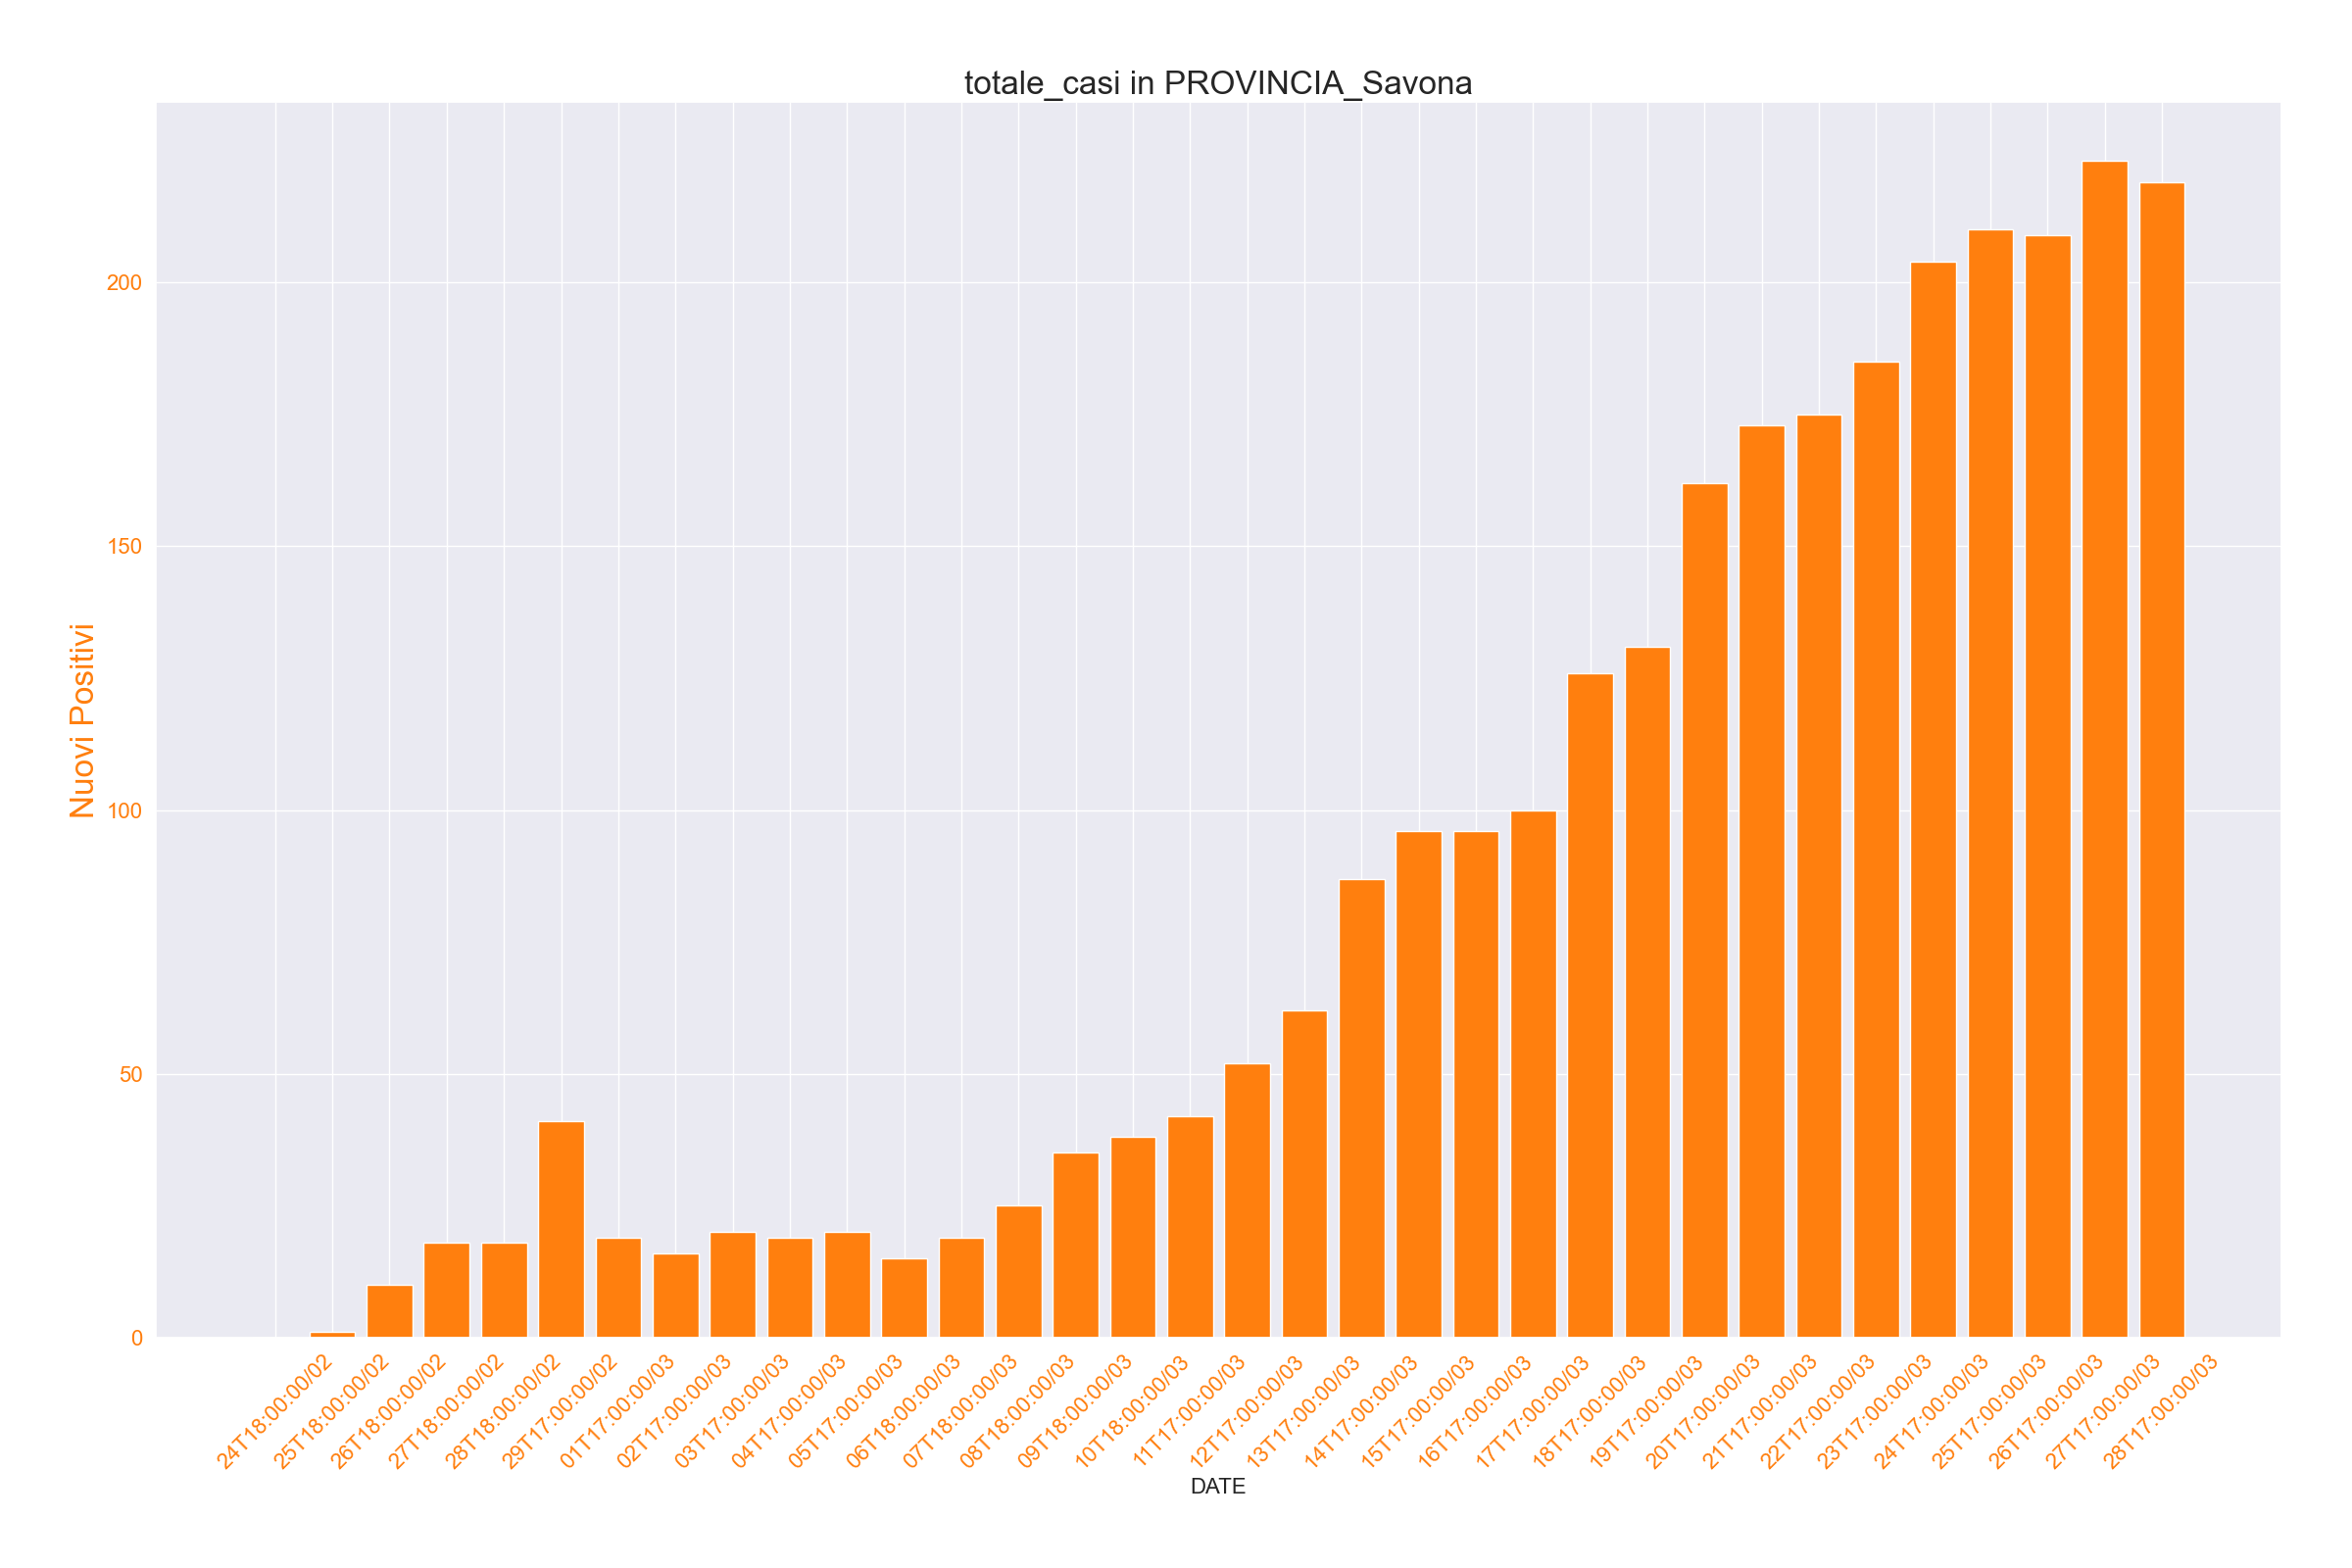 totale_casi in PROVINCIA_Savona
Nuovi Positivi
200
150
100
50
0
24T18:00:00/02
25T18:00:00/02
26T18:00:00/02
27T18:00:00/02
28T18:00:00/02
29T17:00:00/02
01T17:00:00/03
02T17:00:00/03
03T17:00:00/03
04T17:00:00/03
05T17:00:00/03
06T18:00:00/03
07T18:00:00/03
08T18:00:00/03
09T18:00:00/03
10T18:00:00/03
11T17:00:00/03
12T17:00:00/03
13T17:00:00/03
14T17:00:00/03
15T17:00:00/03
16T17:00:00/03
17T17:00:00/03
18T17:00:00/03
19T17:00:00/03
20T17:00:00/03
21T17:00:00/03
22T17:00:00/03
23T17:00:00/03
24T17:00:00/03
25T17:00:00/03
26T17:00:00/03
27T17:00:00/03
28T17:00:00/03
DATE